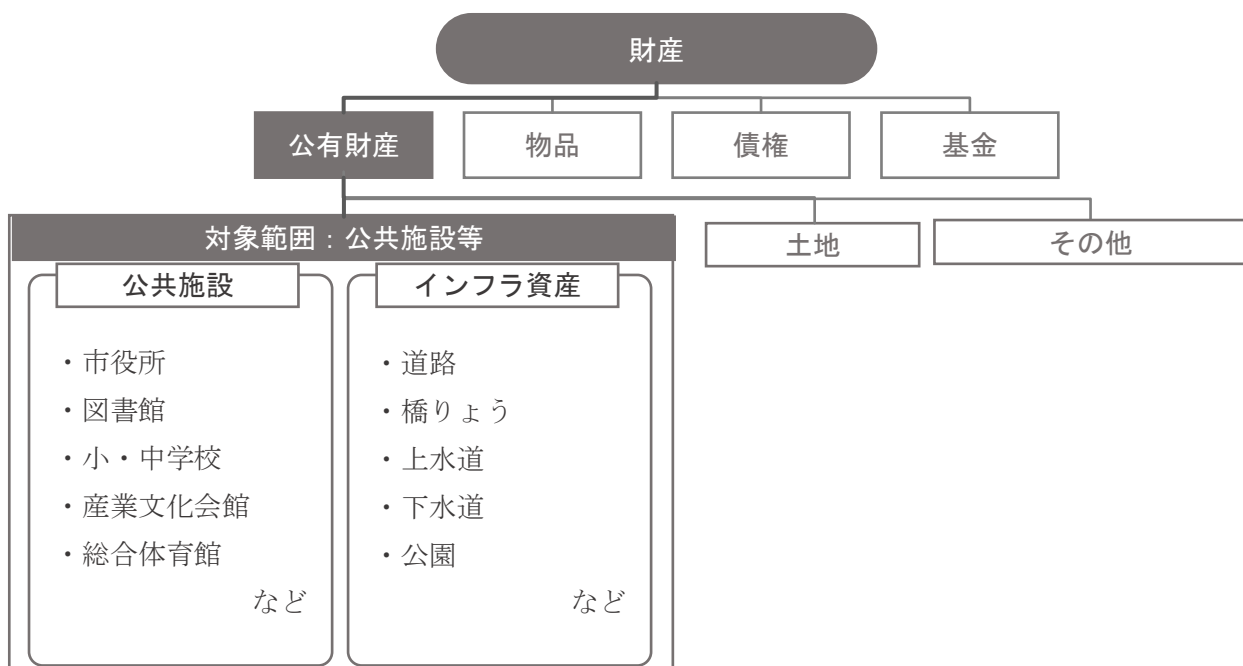 財産
公有財産
物品
債権
基金
対象範囲：公共施設等
土地
その他
公共施設
・市役所
・図書館
・小・中学校
・産業文化会館
・総合体育館
など
インフラ資産
・道路
・橋りょう
・上水道
・下水道
・公園
など